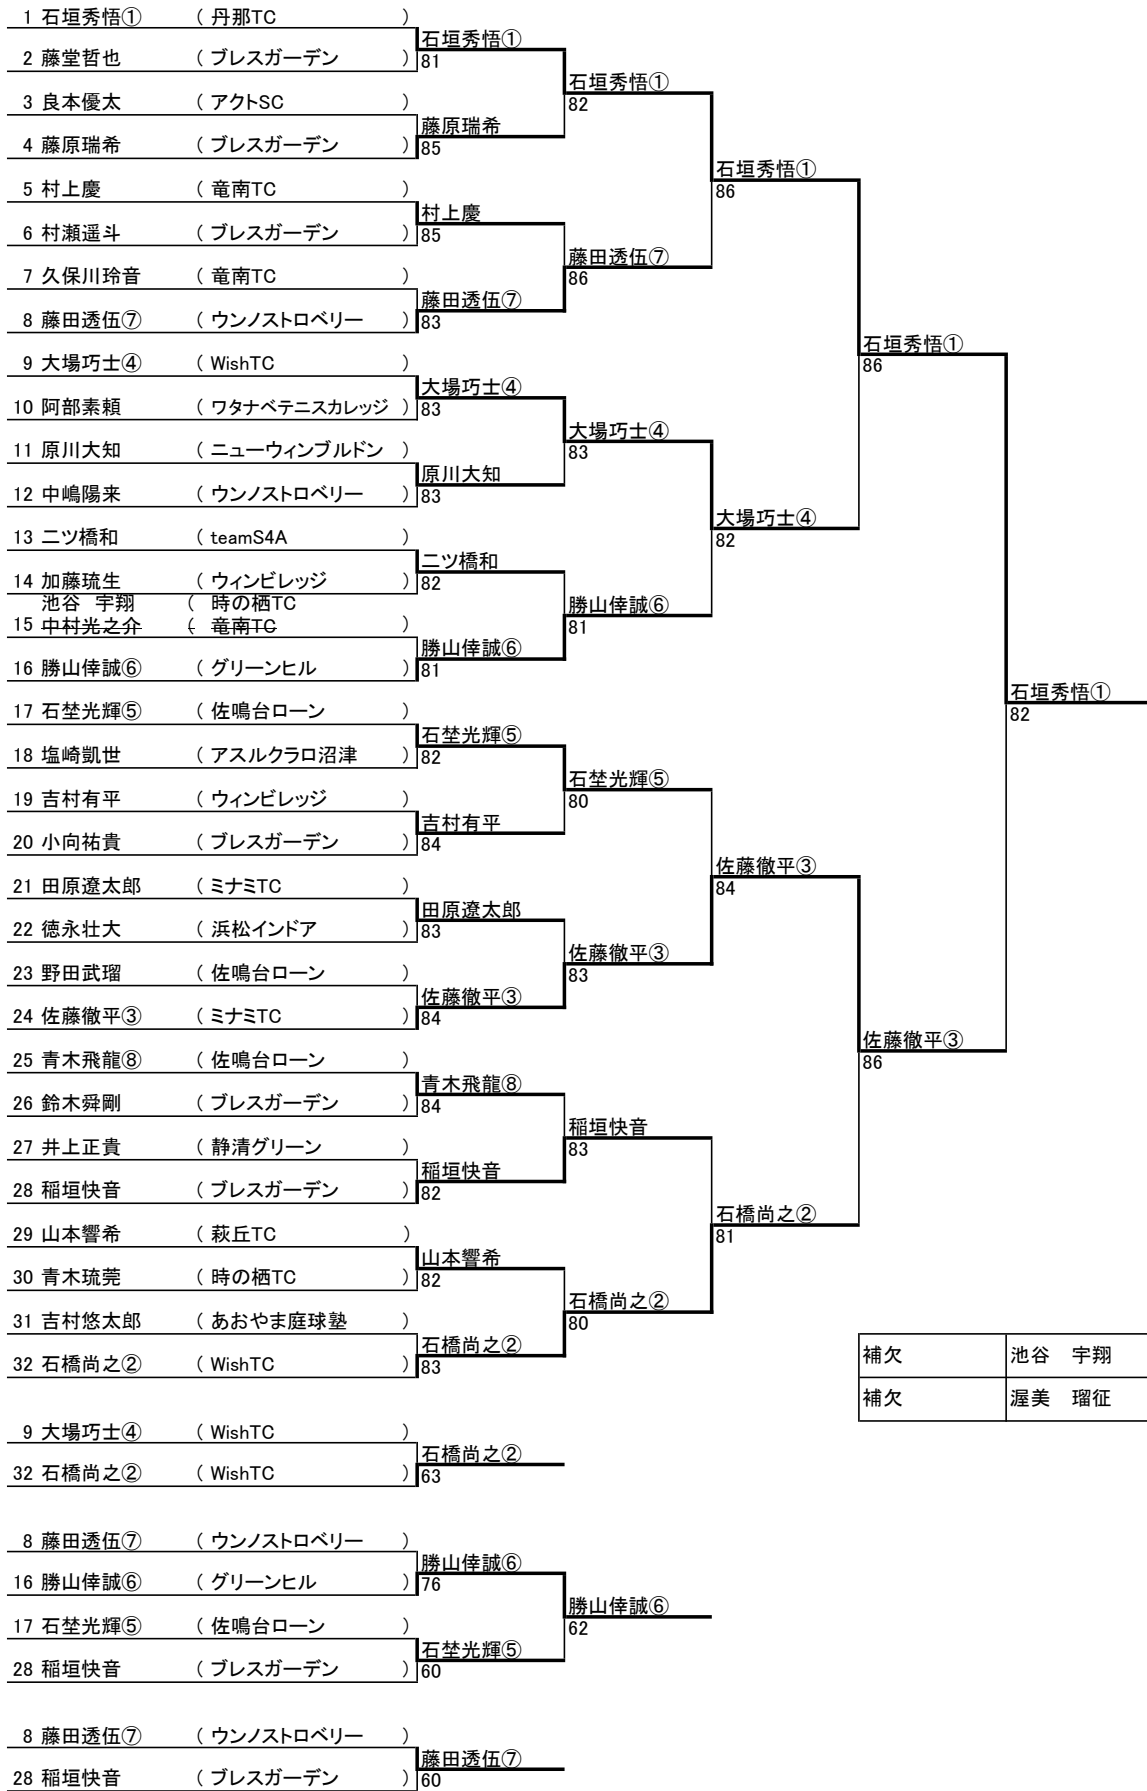 1 石垣秀悟① ( 丹那TC )
石垣秀悟①
2 藤堂哲也 ( ブレスガーデン ) 81
石垣秀悟①
3 良本優太 ( アクトSC ) 82
藤原瑞希
4 藤原瑞希 ( ブレスガーデン ) 85
石垣秀悟①
5 村上慶 ( 竜南TC ) 86
村上慶
6 村瀬遥斗 ( ブレスガーデン ) 85
藤田透伍⑦
7 久保川玲音 ( 竜南TC ) 86
藤田透伍⑦
8 藤田透伍⑦ ( ウンノストロベリー ) 83
石垣秀悟①
9 大場巧士④ ( WishTC ) 86
大場巧士④
10 阿部素頼 ( ワタナベテニスカレッジ ) 83
大場巧士④
11 原川大知 ( ニューウィンブルドン ) 83
原川大知
12 中嶋陽来 ( ウンノストロベリー ) 83
大場巧士④
13 二ツ橋和 ( teamS4A ) 82
二ツ橋和
14 加藤琉生 ( ウィンビレッジ ) 82
池谷 宇翔 ( 時の栖TC
勝山倖誠⑥
15 中村光之介 ( 竜南TC ) 81
勝山倖誠⑥
16 勝山倖誠⑥ ( グリーンヒル ) 81
石垣秀悟①
17 石埜光輝⑤ ( 佐鳴台ローン ) 82
石埜光輝⑤
18 塩崎凱世 ( アスルクラロ沼津 ) 82
石埜光輝⑤
19 吉村有平 ( ウィンビレッジ ) 80
吉村有平
20 小向祐貴 ( ブレスガーデン ) 84
佐藤徹平③
21 田原遼太郎 ( ミナミTC ) 84
田原遼太郎
22 徳永壮大 ( 浜松インドア ) 83
佐藤徹平③
23 野田武瑠 ( 佐鳴台ローン ) 83
佐藤徹平③
24 佐藤徹平③ ( ミナミTC ) 84
佐藤徹平③
25 青木飛龍⑧ ( 佐鳴台ローン ) 86
青木飛龍⑧
26 鈴木舜剛 ( ブレスガーデン ) 84
稲垣快音
27 井上正貴 ( 静清グリーン ) 83
稲垣快音
28 稲垣快音 ( ブレスガーデン ) 82
石橋尚之②
29 山本響希 ( 萩丘TC ) 81
山本響希
30 青木琉莞 ( 時の栖TC ) 82
石橋尚之②
31 吉村悠太郎 ( あおやま庭球塾 ) 80
石橋尚之②
32 石橋尚之② ( WishTC ) 83
補欠 池谷 宇翔
補欠 渥美 瑠征
9 大場巧士④ ( WishTC )
石橋尚之②
32 石橋尚之② ( WishTC ) 63
8 藤田透伍⑦ ( ウンノストロベリー )
勝山倖誠⑥
16 勝山倖誠⑥ ( グリーンヒル ) 76
勝山倖誠⑥
17 石埜光輝⑤ ( 佐鳴台ローン ) 62
石埜光輝⑤
28 稲垣快音 ( ブレスガーデン ) 60
8 藤田透伍⑦ ( ウンノストロベリー )
藤田透伍⑦
28 稲垣快音 ( ブレスガーデン ) 60